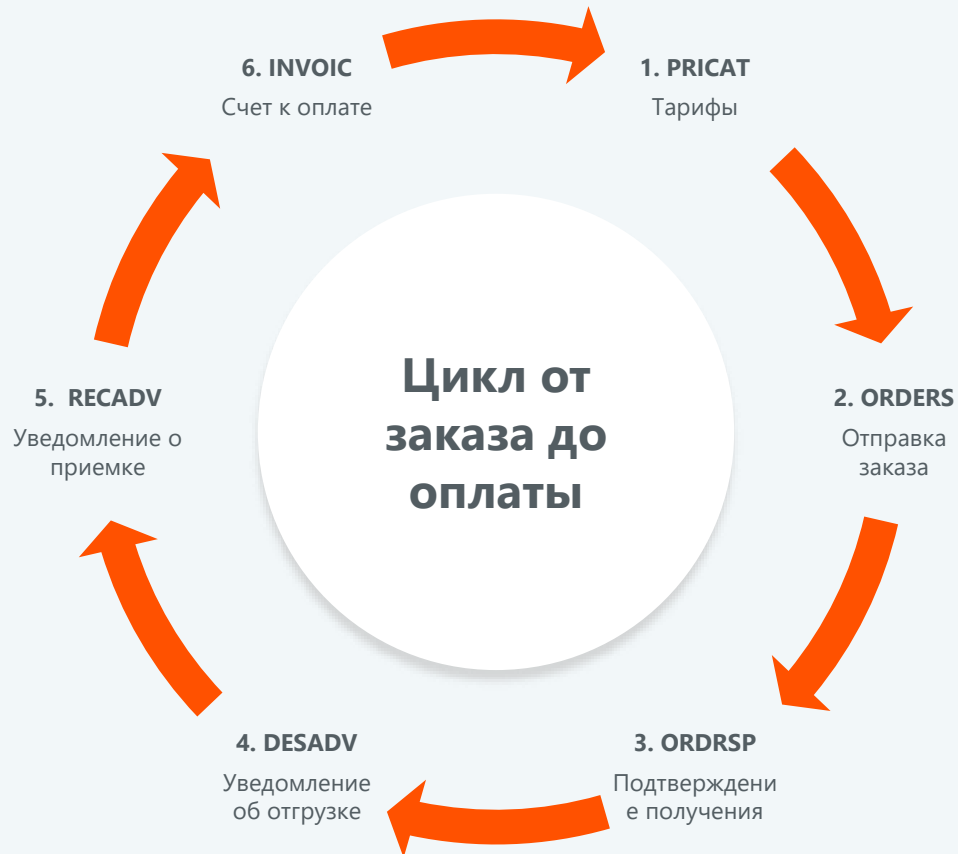 6. INVOIC
Счет к оплате
1. PRICAT
Тарифы
Цикл от
заказа до
оплаты
5. RECADV
Уведомление о
приемке
2. ORDERS
Отправка
заказа
4. DESADV
Уведомление
об отгрузке
3. ORDRSP
Подтверждени
е получения